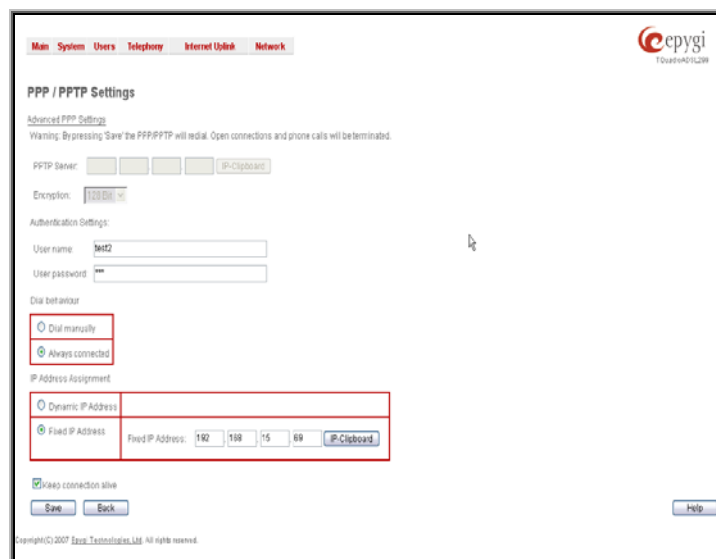 Main System Users Telephony Internet Uplink Network
epygi
PPP / PPTP Settings
Advanced PPP Settings
Warning: By pressing 'Save' the PPP/PPTP will redial. Open connections and phone calls will be terminated.
PPTP Server: IP-Clipboard
Encryption: 128 Bit
Authentication Settings:
User name: test2
User password ***
Dial behaviour
Dial manually
Always connected
IP Address Assignment
Dynamic IP Address
Fixed IP Address Fixed IP Address: 192 . 168 . 15 . 69 IP-Clipboard
Keep connection alive
Save Back Help
Copyright (C) 2007 Epygi Technologies, Ltd. All rights reserved.